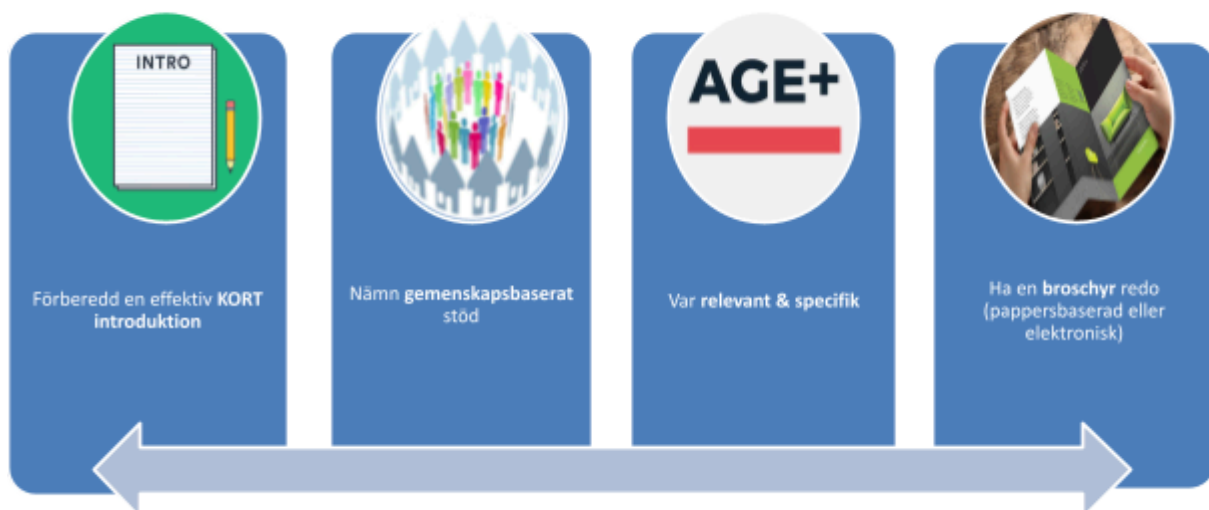 INTRO
AGE+
Förberedd en effektiv KORT
introduktion
Nämn gemenskapsbaserat
stöd
Var relevant & specifik
Ha en broschyr redo
(pappersbaserad eller
elektronisk)